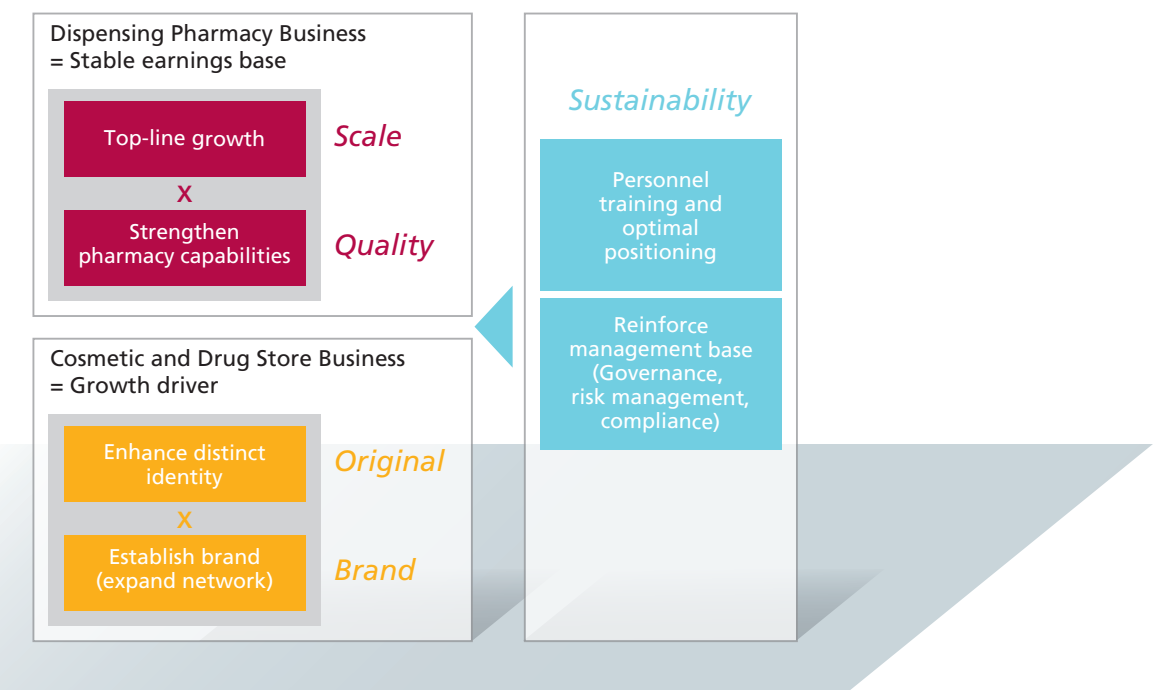 Dispensing Pharmacy Business
= Stable earnings base
Top-line growth
Scale
X
Strengthen
pharmacy capabilities
Quality
Cosmetic and Drug Store Business
= Growth driver
Enhance distinct
identity
Original
X
Establish brand
(expand network)
Brand
Sustainability
Personnel
training and
optimal
positioning
Reinforce
management base
(Governance,
risk management,
compliance)